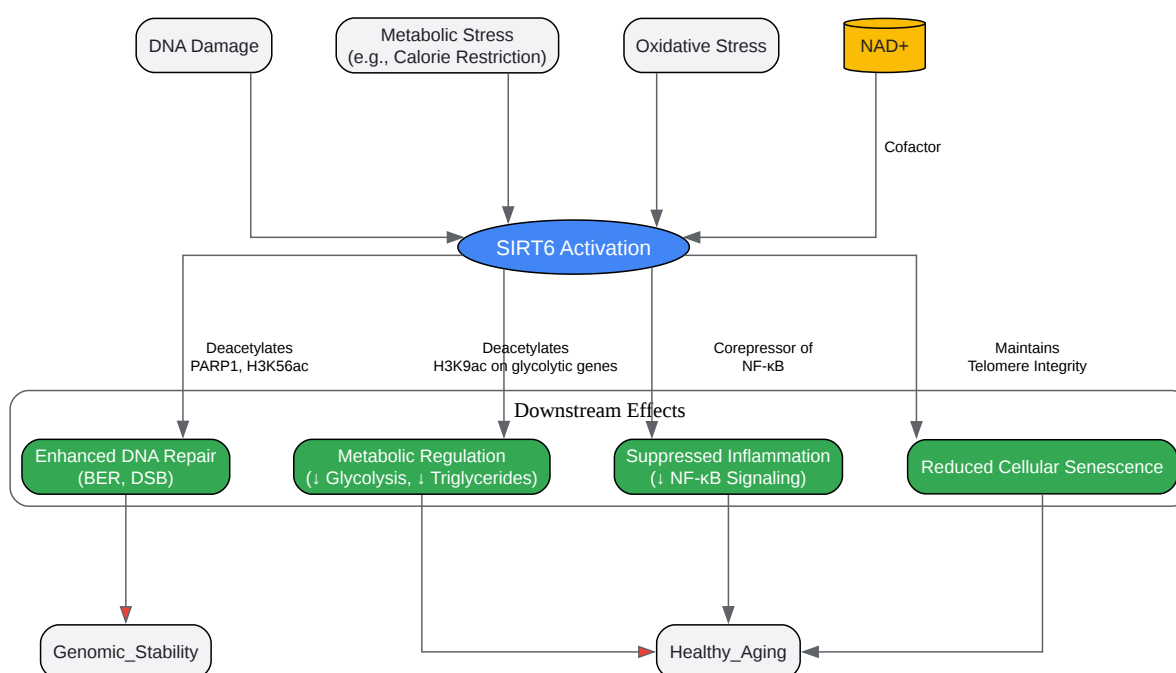 DNA Damage
Metabolic Stress
(e.g., Calorie Restriction)
Oxidative Stress
NAD+
Cofactor
SIRT6 Activation
Deacetylates
PARP1, H3K56ac
Deacetylates
H3K9ac on glycolytic genes
Corepressor of
NF-κB
Maintains
Telomere Integrity
Downstream Effects
Enhanced DNA Repair
(BER, DSB)
Metabolic Regulation
(↓ Glycolysis, ↓ Triglycerides)
Suppressed Inflammation
(↓ NF-κB Signaling)
Reduced Cellular Senescence
Genomic_Stability
Healthy_Aging